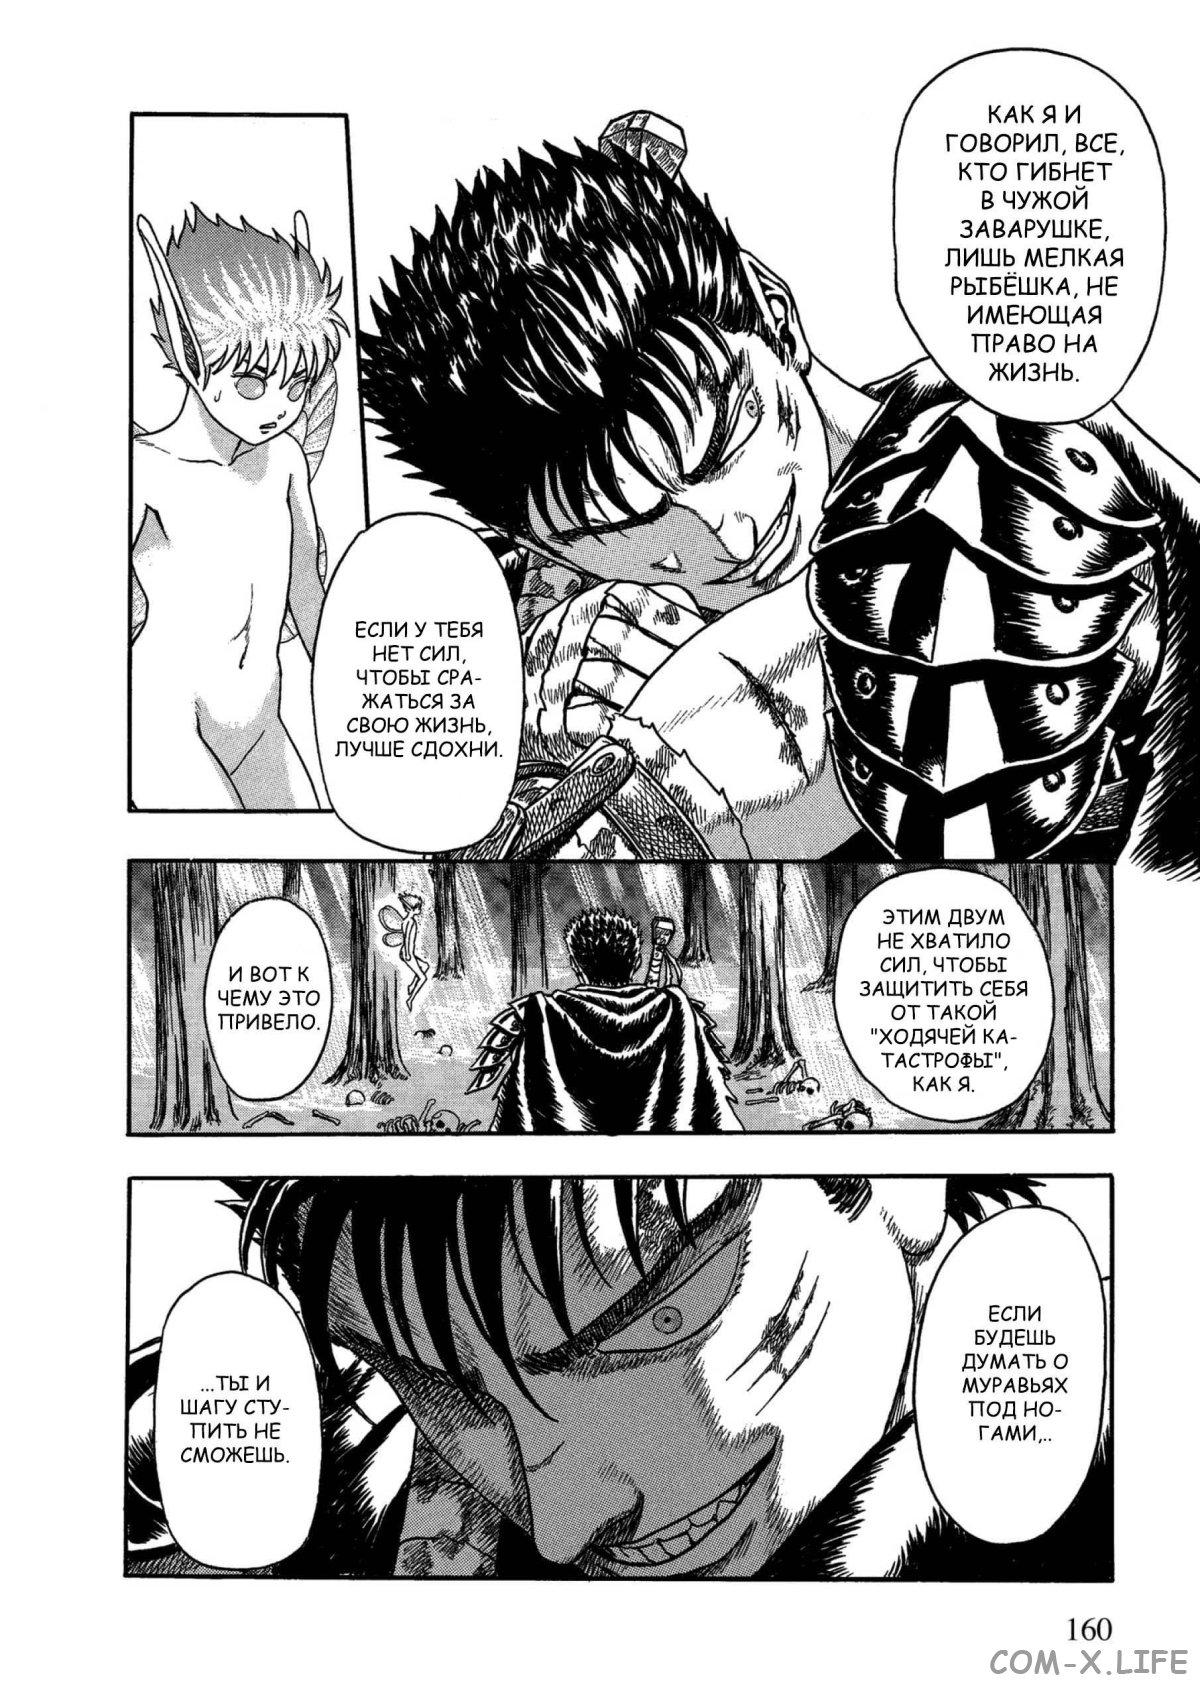 КАК Я И
ГОВОРИЛ, ВСЕ,
КТО ГИБНЕТ
В ЧУЖОЙ
ЗАВАРУШКЕ,
ЛИШЬ МЕЛКАЯ
РЫБЁШКА, НЕ
ИМЕЮЩАЯ
ПРАВО НА
ЖИЗНЬ.
ЕСЛИ У ТЕБЯ
НЕТ СИЛ,
ЧТОБЫ СРА-
ЖАТЬСЯ ЗА
СВОЮ ЖИЗНЬ,
ЛУЧШЕ СДОХНИ.
ЭТИМ ДВУМ
НЕ ХВАТИЛО
СИЛ, ЧТОБЫ
ЗАЩИТИТЬ СЕБЯ
ОТ ТАКОЙ
"ХОДЯЧЕЙ КА-
ТАСТРОФЫ",
КАК Я.
И ВОТ К
ЧЕМУ ЭТО
ПРИВЕЛО.
ЕСЛИ
БУДЕШЬ
ДУМАТЬ О
МУРАВЬЯХ
ПОД НО-
ГАМИ,..
...ТЫ И
ШАГУ СТУ-
ПИТЬ НЕ
СМОЖЕШЬ.
160
COM-X.LIFE